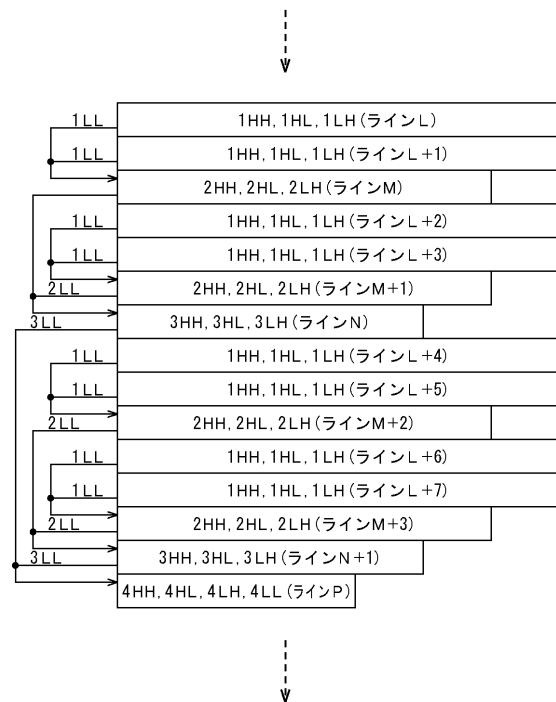 1LL
1HH, 1HL, 1LH(ラインL)
1LL
1HH, 1HL, 1LH(ラインL+1)
2HH, 2HL, 2LH(ラインM)
1LL
1HH, 1HL, 1LH(ラインL+2)
1LL
1HH, 1HL, 1LH(ラインL+3)
2LL
2HH, 2HL, 2LH(ラインM+1)
3LL
3HH, 3HL, 3LH(ラインN)
1LL
1HH, 1HL, 1LH(ラインL+4)
1LL
1HH, 1HL, 1LH(ラインL+5)
2LL
2HH, 2HL, 2LH(ラインM+2)
1LL
1HH, 1HL, 1LH(ラインL+6)
1LL
1HH, 1HL, 1LH(ラインL+7)
2LL
2HH, 2HL, 2LH(ラインM+3)
3LL
3HH, 3HL, 3LH(ラインN+1)
4HH, 4HL, 4LH, 4LL(ラインP)